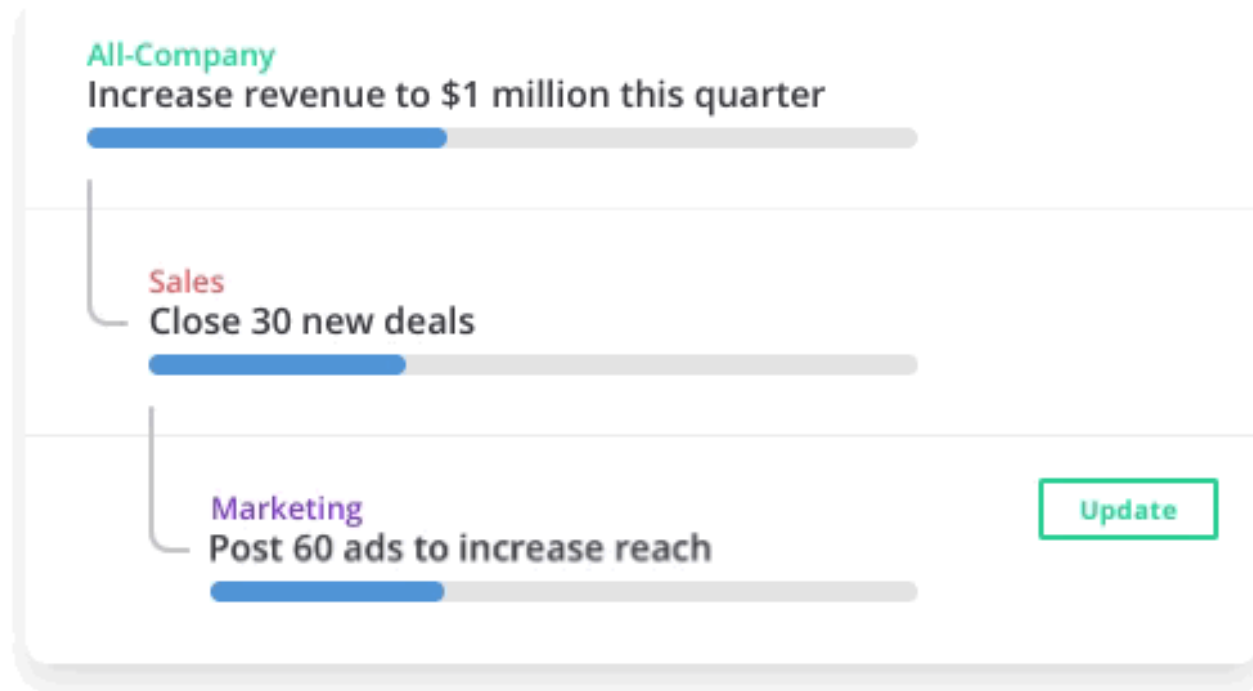 All-Company
Increase revenue to $1 million this quarter
Sales
Close 30 new deals
Marketing
Update
Post 60 ads to increase reach